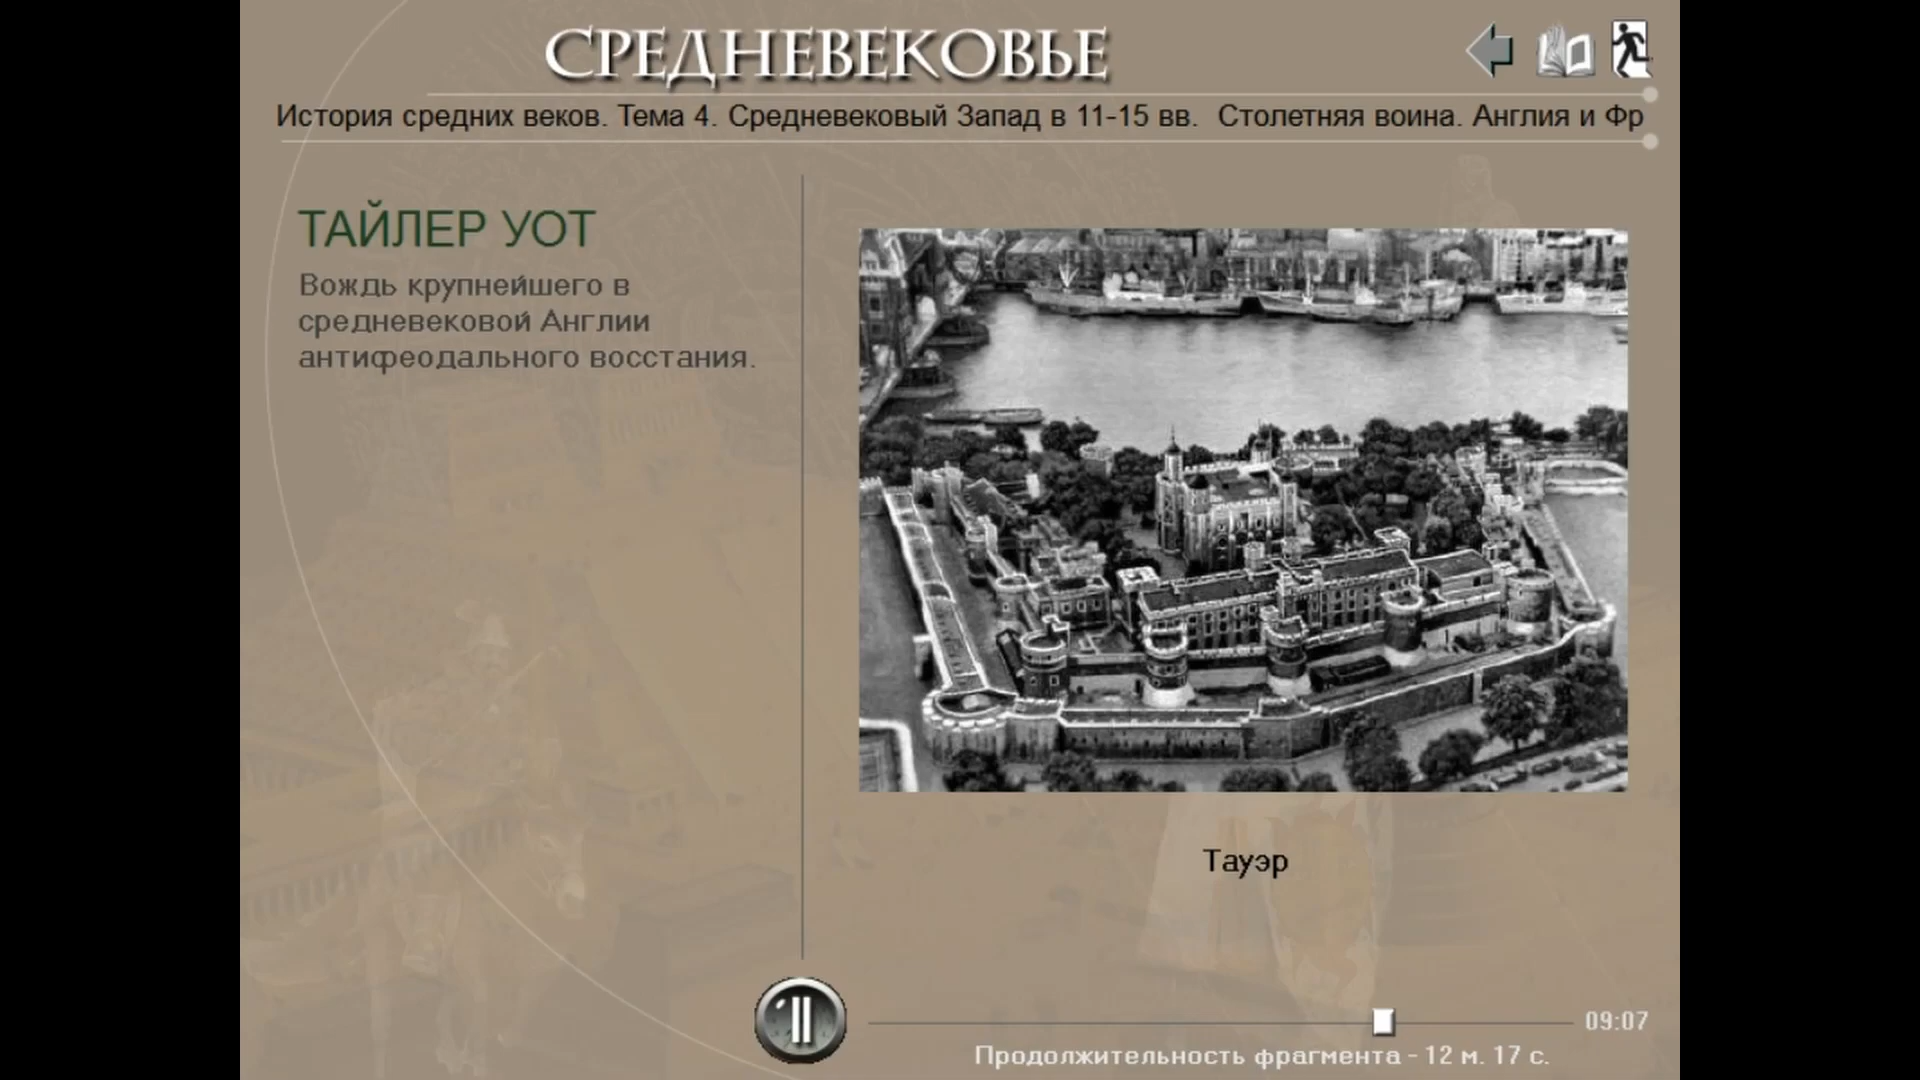 СРЕДНЕВЕКОВЬЕ
История средних веков. Тема 4. Средневековый Запад в 11-15 вв. Столетняя воина. Англия и Фр
ТАЙЛЕР УОТ
Вождь крупнейшего в
средневековой Англии
антифеодального восстания.
Тауэр
09:07
Продолжительность фрагмента - 12 м. 17 с.